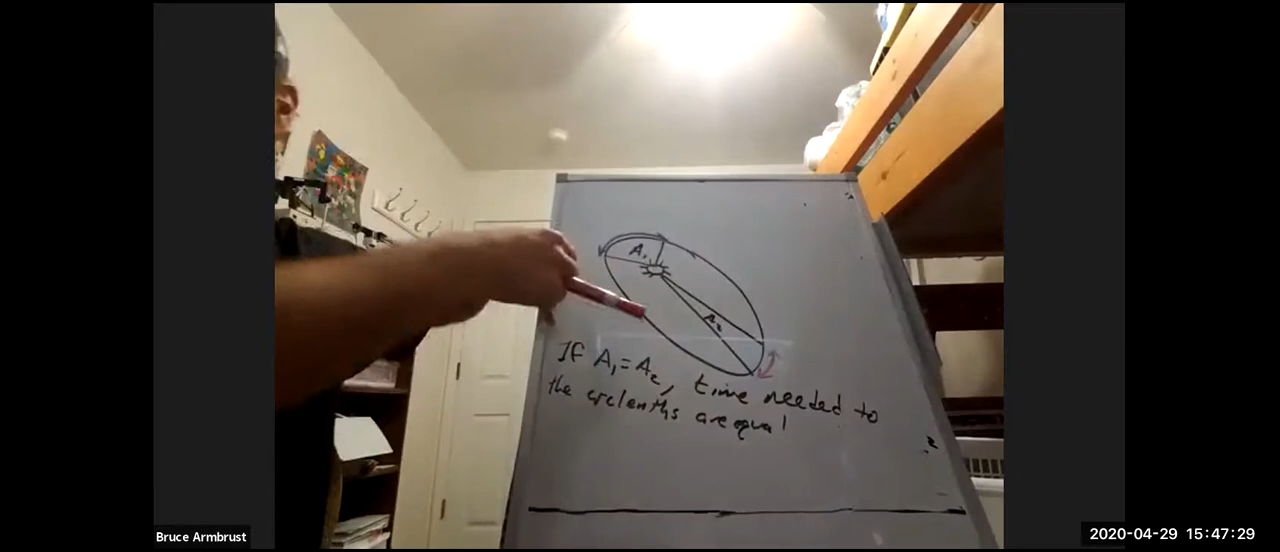 A₁
A₂
If A₁=A₂, time needed to
the arclenths are equal
Bruce Armbrust
2020-04-29 15:47:29